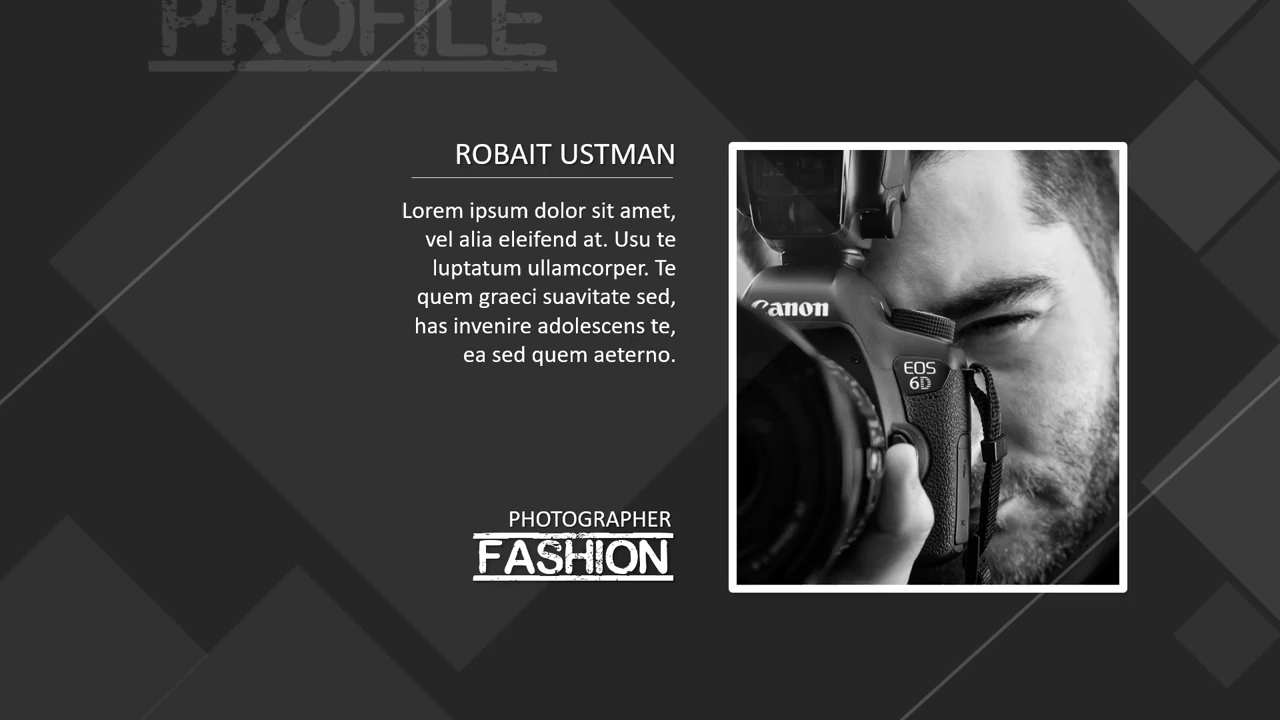 PROFILE
ROBAIT USTMAN
Lorem ipsum dolor sit amet,
vel alia eleifend at. Usu te
luptatum ullamcorper. Te
quem graeci suavitate sed,
has invenire adolescens te,
ea sed quem aeterno.
Canon
EOS
6D
PHOTOGRAPHER
FASHION